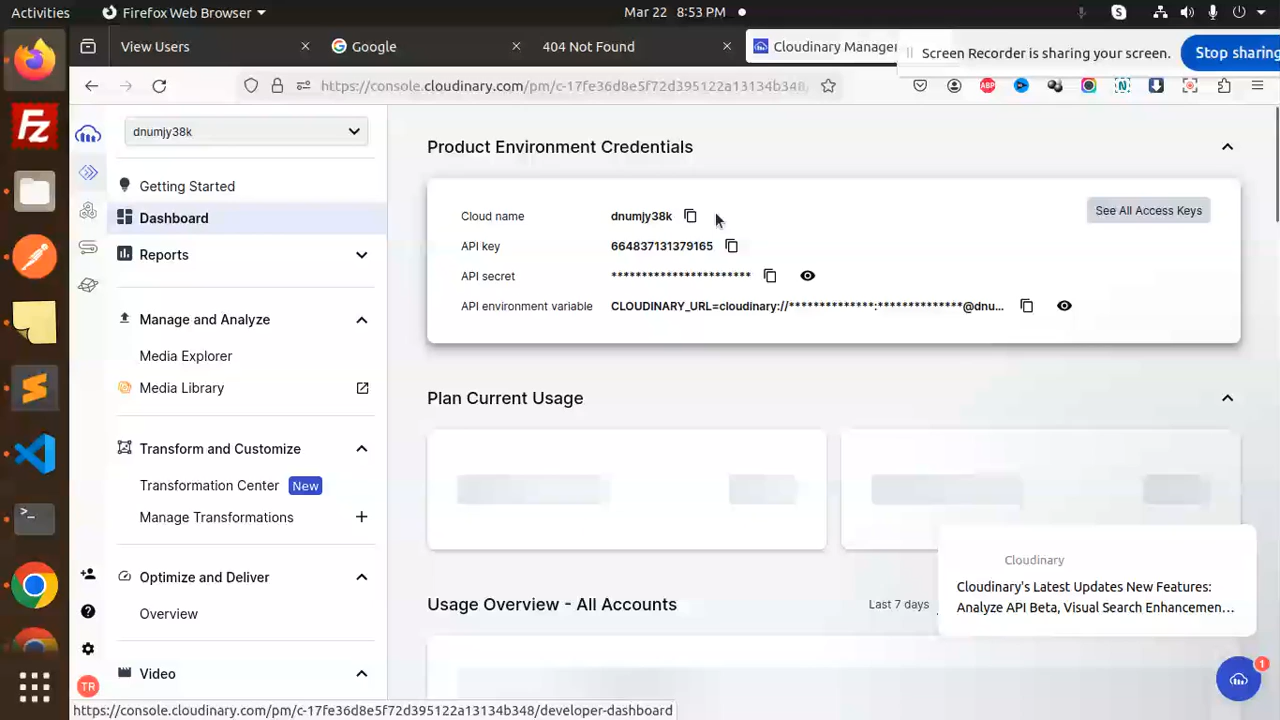 Activities
Firefox Web Browser
Mar 22 8:53 PM
View Users
Google
404 Not Found
Cloudinary Manager
Screen Recorder is sharing your screen.
Stop sharing
https://console.cloudinary.com/pm/c-17fe36d8e5f72d395122a13134b348/
ABP
N
dnumjy38k
Getting Started
Dashboard
Reports
Manage and Analyze
Media Explorer
Media Library
Transform and Customize
Transformation Center New
Manage Transformations
Optimize and Deliver
Overview
Video
TR
Product Environment Credentials
Cloud name dnumjy38k
See All Access Keys
API key 664837131379165
API secret ***********************
API environment variable CLOUDINARY_URL=cloudinary://**************:**************@dnu...
Plan Current Usage
Usage Overview - All Accounts
Last 7 days
Cloudinary
Cloudinary's Latest Updates New Features:
Analyze API Beta, Visual Search Enhancemen...
1
https://console.cloudinary.com/pm/c-17fe36d8e5f72d395122a13134b348/developer-dashboard